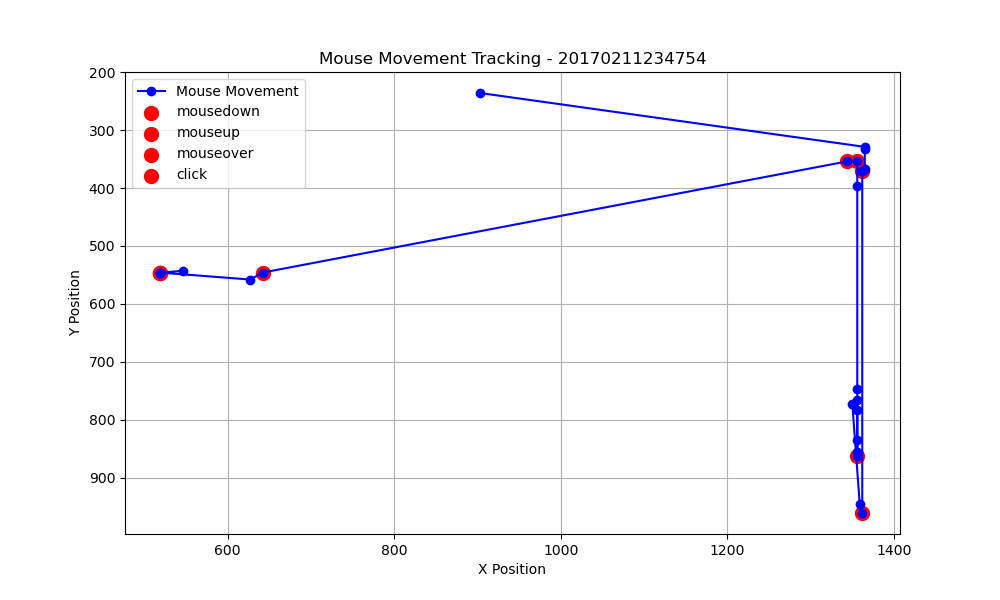 Mouse Movement Tracking - 20170211234754
Mouse Movement
mousedown
mouseup
mouseover
click
Y Position
200
300
400
500
600
700
800
900
600
800
1000
1200
1400
X Position